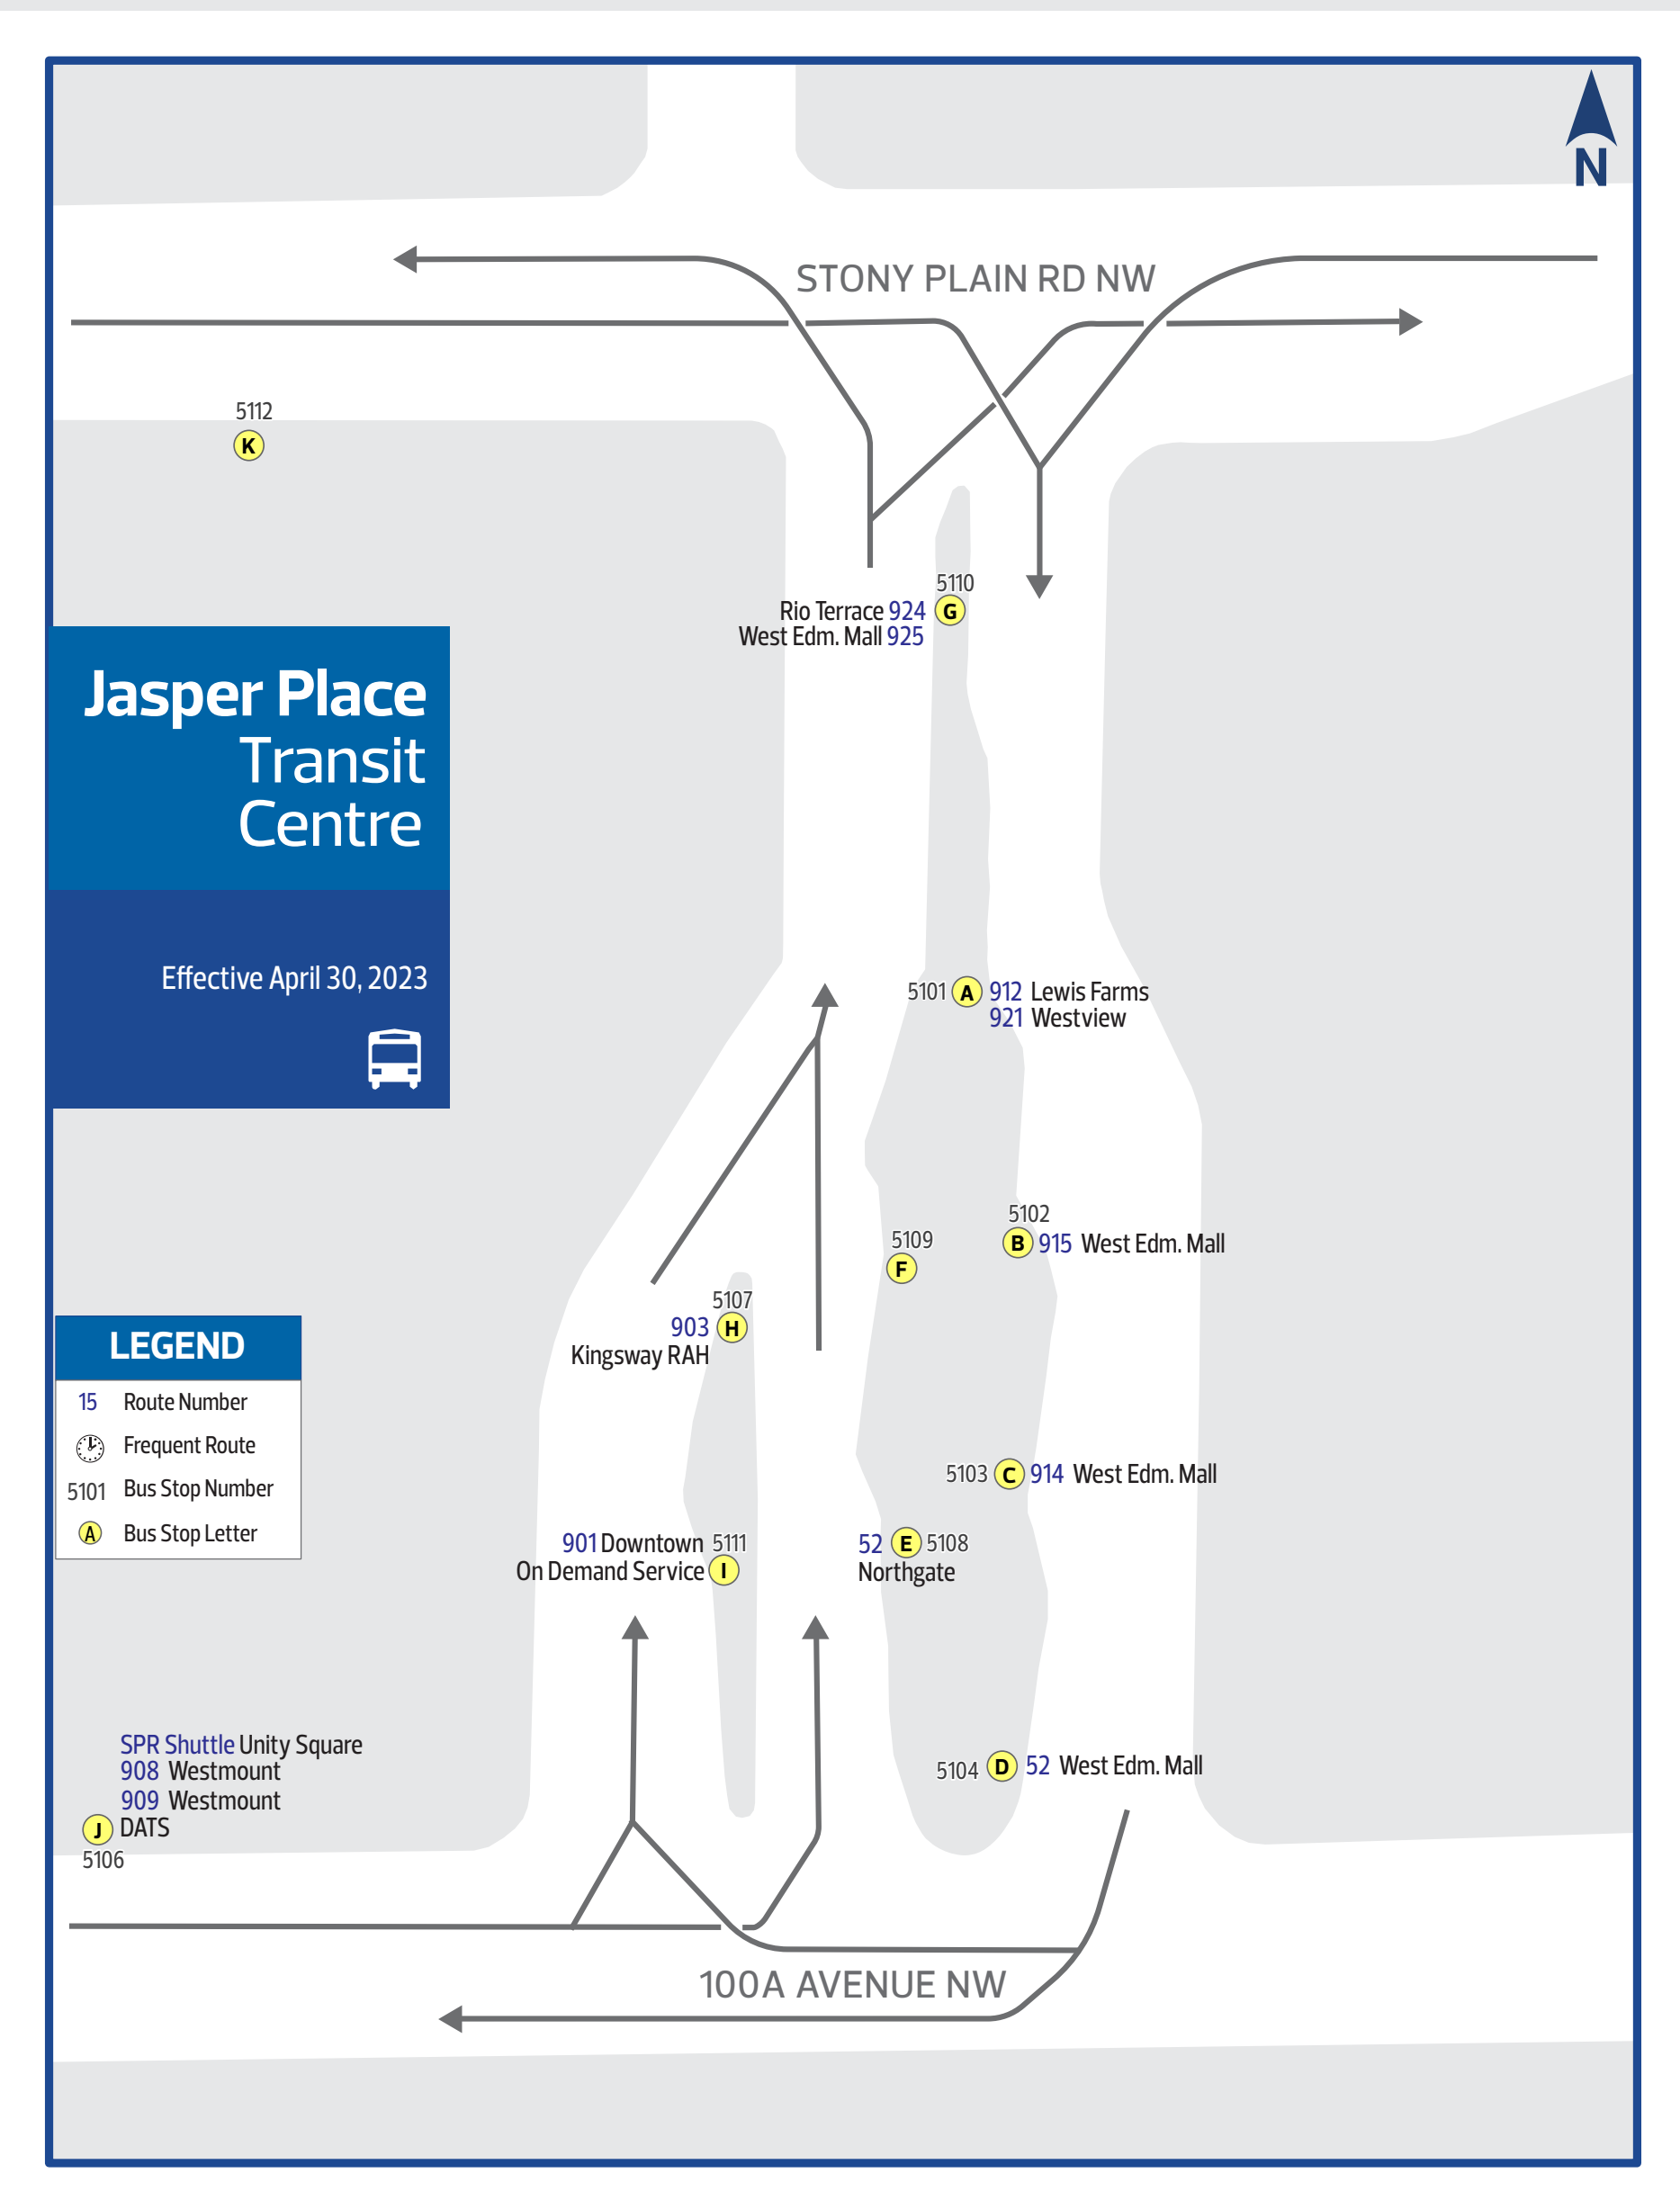 N
STONY PLAIN RD NW
5112
K
5110
Rio Terrace 924 G
West Edm. Mall 925
Jasper Place
Transit
Centre
Effective April 30, 2023
5101 A 912 Lewis Farms
921 Westview
5102
B 915 West Edm. Mall
5109
F
5107
903 H
Kingsway RAH
LEGEND
15 Route Number
Frequent Route
5101 Bus Stop Number
A Bus Stop Letter
5103 C 914 West Edm. Mall
901 Downtown 5111
On Demand Service I
52 E 5108
Northgate
SPR Shuttle Unity Square
908 Westmount
909 Westmount
J DATS
5106
5104 D 52 West Edm. Mall
100A AVENUE NW